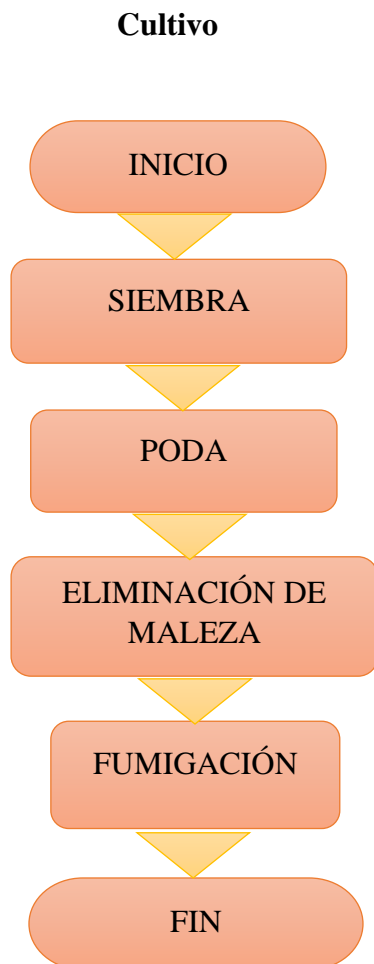 Cultivo
INICIO
SIEMBRA
PODA
ELIMINACIÓN DE
MALEZA
FUMIGACIÓN
FIN